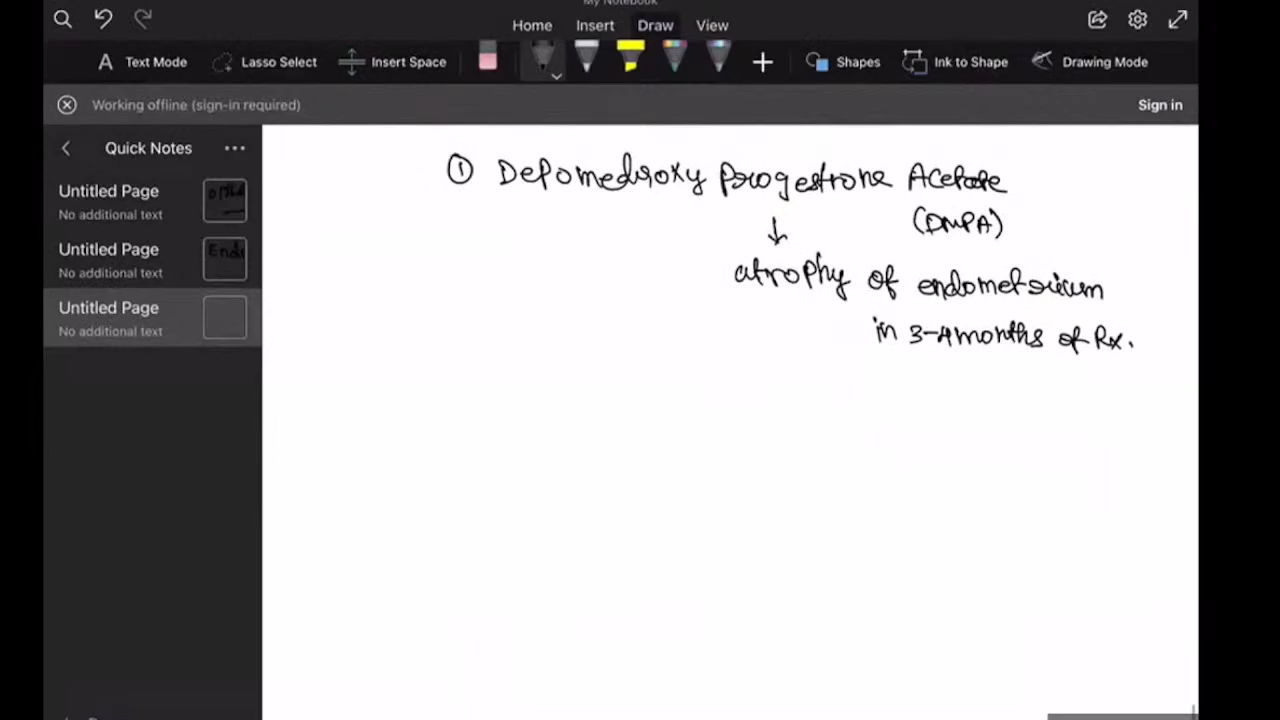 My Notebook
Home Insert Draw View
Text Mode Lasso Select Insert Space Shapes Ink to Shape Drawing Mode
Working offline (sign-in required) Sign in
Quick Notes
Untitled Page
No additional text
Untitled Page
No additional text
Untitled Page
No additional text
① Depomedroxy progestrone Acetate
(DMPA)
↓
atrophy of endometrium
in 3-4 months of Rx.